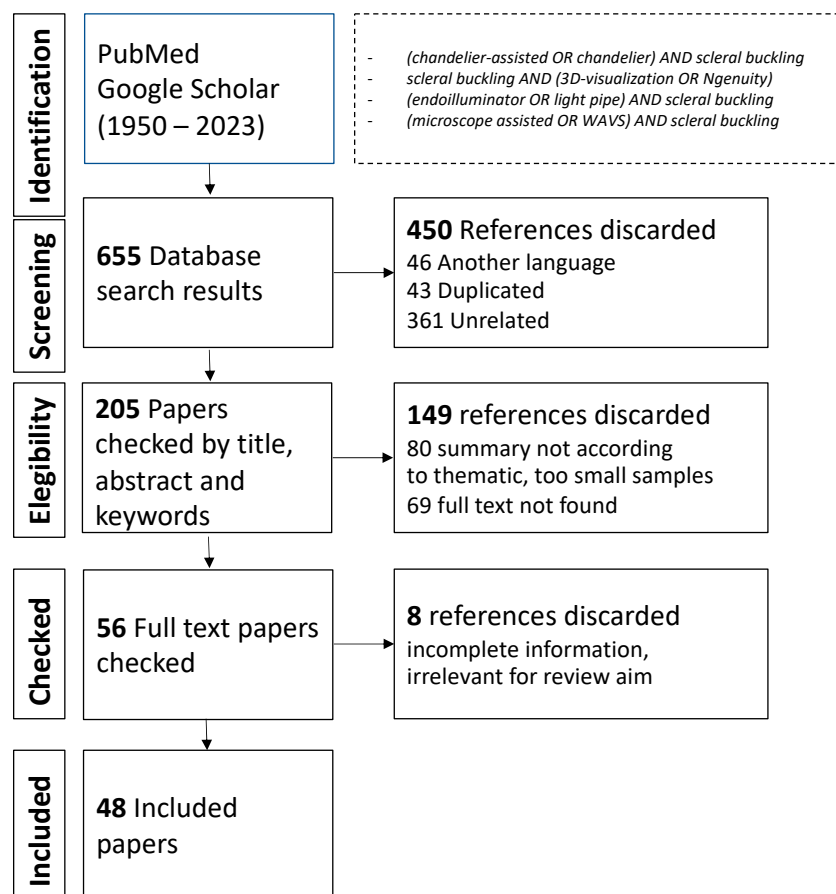 Identification
PubMed
Google Scholar
(1950 – 2023)
- (chandelier-assisted OR chandelier) AND scleral buckling
- scleral buckling AND (3D-visualization OR Ngenuity)
- (endoilluminator OR light pipe) AND scleral buckling
- (microscope assisted OR WAVS) AND scleral buckling
Screening
655 Database
search results
450 References discarded
46 Another language
43 Duplicated
361 Unrelated
Elegibility
205 Papers
checked by title,
abstract and
keywords
149 references discarded
80 summary not according
to thematic, too small samples
69 full text not found
Checked
56 Full text papers
checked
8 references discarded
incomplete information,
irrelevant for review aim
Included
48 Included
papers